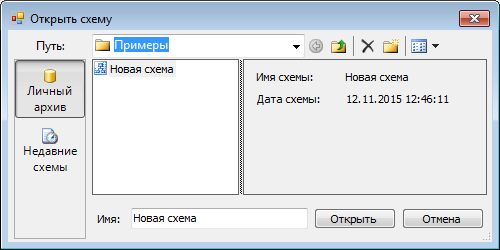 Открыть схему
Путь: Примеры
Личный
архив
Недавние
схемы
Новая схема
Имя схемы: Новая схема
Дата схемы: 12.11.2015 12:46:11
Имя: Новая схема Открыть Отмена